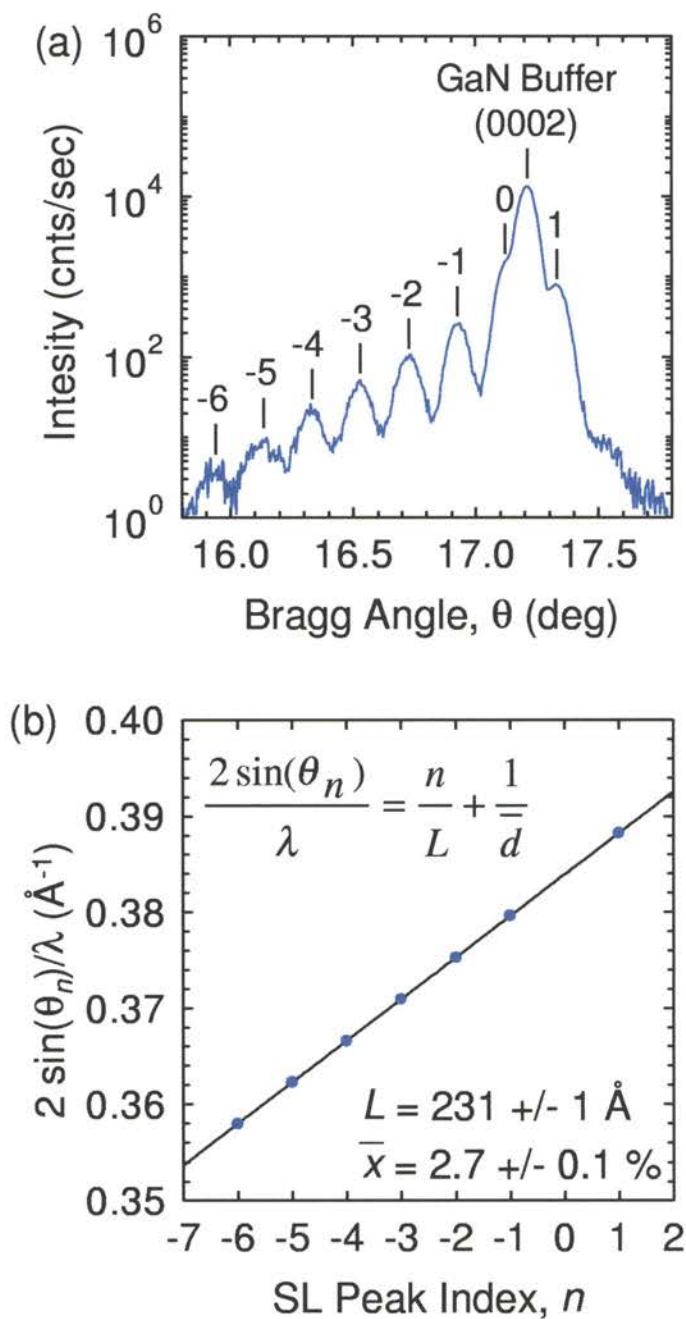 (a)
10^6
10^4
10^2
10^0
Intesity (cnts/sec)
GaN Buffer
(0002)
0
1
-1
-2
-3
-4
-5
-6
16.0 16.5 17.0 17.5
Bragg Angle, θ (deg)
(b)
0.40
0.39
0.38
0.37
0.36
0.35
2 sin(θn)/λ (Å-1)
2 sin(θn)/λ = n/L + 1/d̄
L = 231 +/- 1 Å
x̄ = 2.7 +/- 0.1 %
-7 -6 -5 -4 -3 -2 -1 0 1 2
SL Peak Index, n